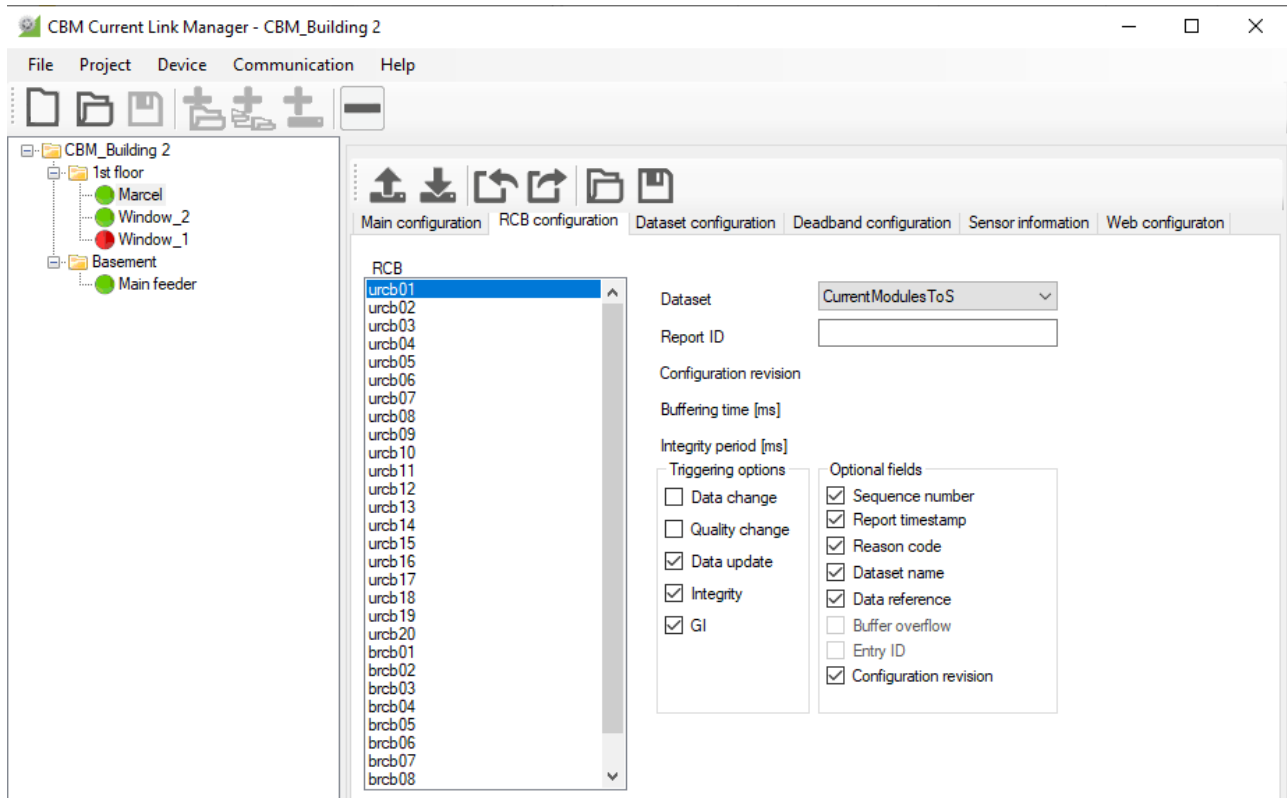 CBM Current Link Manager - CBM_Building 2
File Project Device Communication Help
CBM_Building 2
1st floor
Marcel
Window_2
Window_1
Basement
Main feeder
Main configuration RCB configuration Dataset configuration Deadband configuration Sensor information Web configuraton
RCB
urcb01
urcb02
urcb03
urcb04
urcb05
urcb06
urcb07
urcb08
urcb09
urcb10
urcb11
urcb12
urcb13
urcb14
urcb15
urcb16
urcb17
urcb18
urcb19
urcb20
brcb01
brcb02
brcb03
brcb04
brcb05
brcb06
brcb07
brcb08
Dataset CurrentModulesToS
Report ID
Configuration revision
Buffering time [ms]
Integrity period [ms]
Triggering options
Data change
Quality change
Data update
Integrity
GI
Optional fields
Sequence number
Report timestamp
Reason code
Dataset name
Data reference
Buffer overflow
Entry ID
Configuration revision